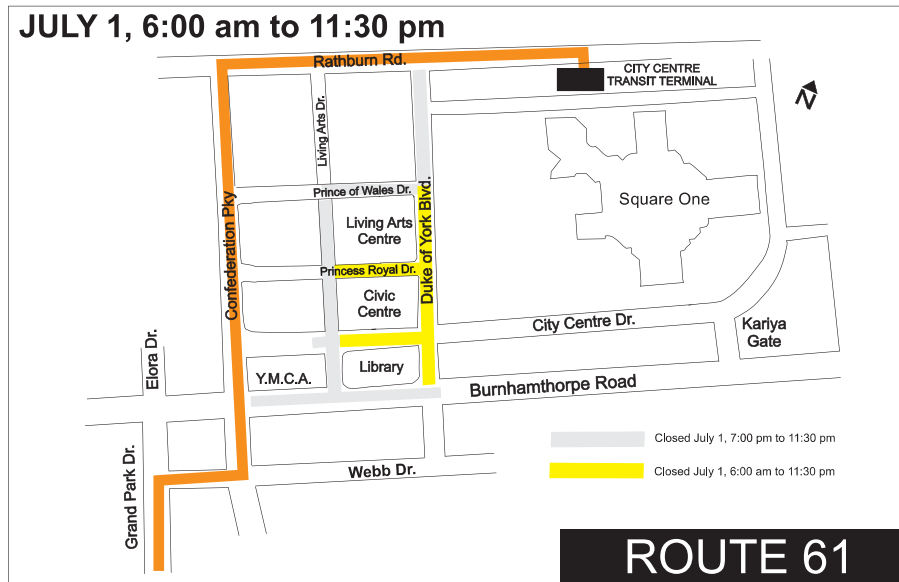 JULY 1, 6:00 am to 11:30 pm
Rathburn Rd.
CITY CENTRE
TRANSIT TERMINAL
N
Living Arts Dr.
Prince of Wales Dr.
Confederation Pky
Living Arts
Centre
Duke of York Blvd.
Square One
Princess Royal Dr.
Civic
Centre
City Centre Dr.
Kariya
Gate
Elora Dr.
Y.M.C.A.
Library
Burnhamthorpe Road
Closed July 1, 7:00 pm to 11:30 pm
Grand Park Dr.
Webb Dr.
Closed July 1, 6:00 am to 11:30 pm
ROUTE 61